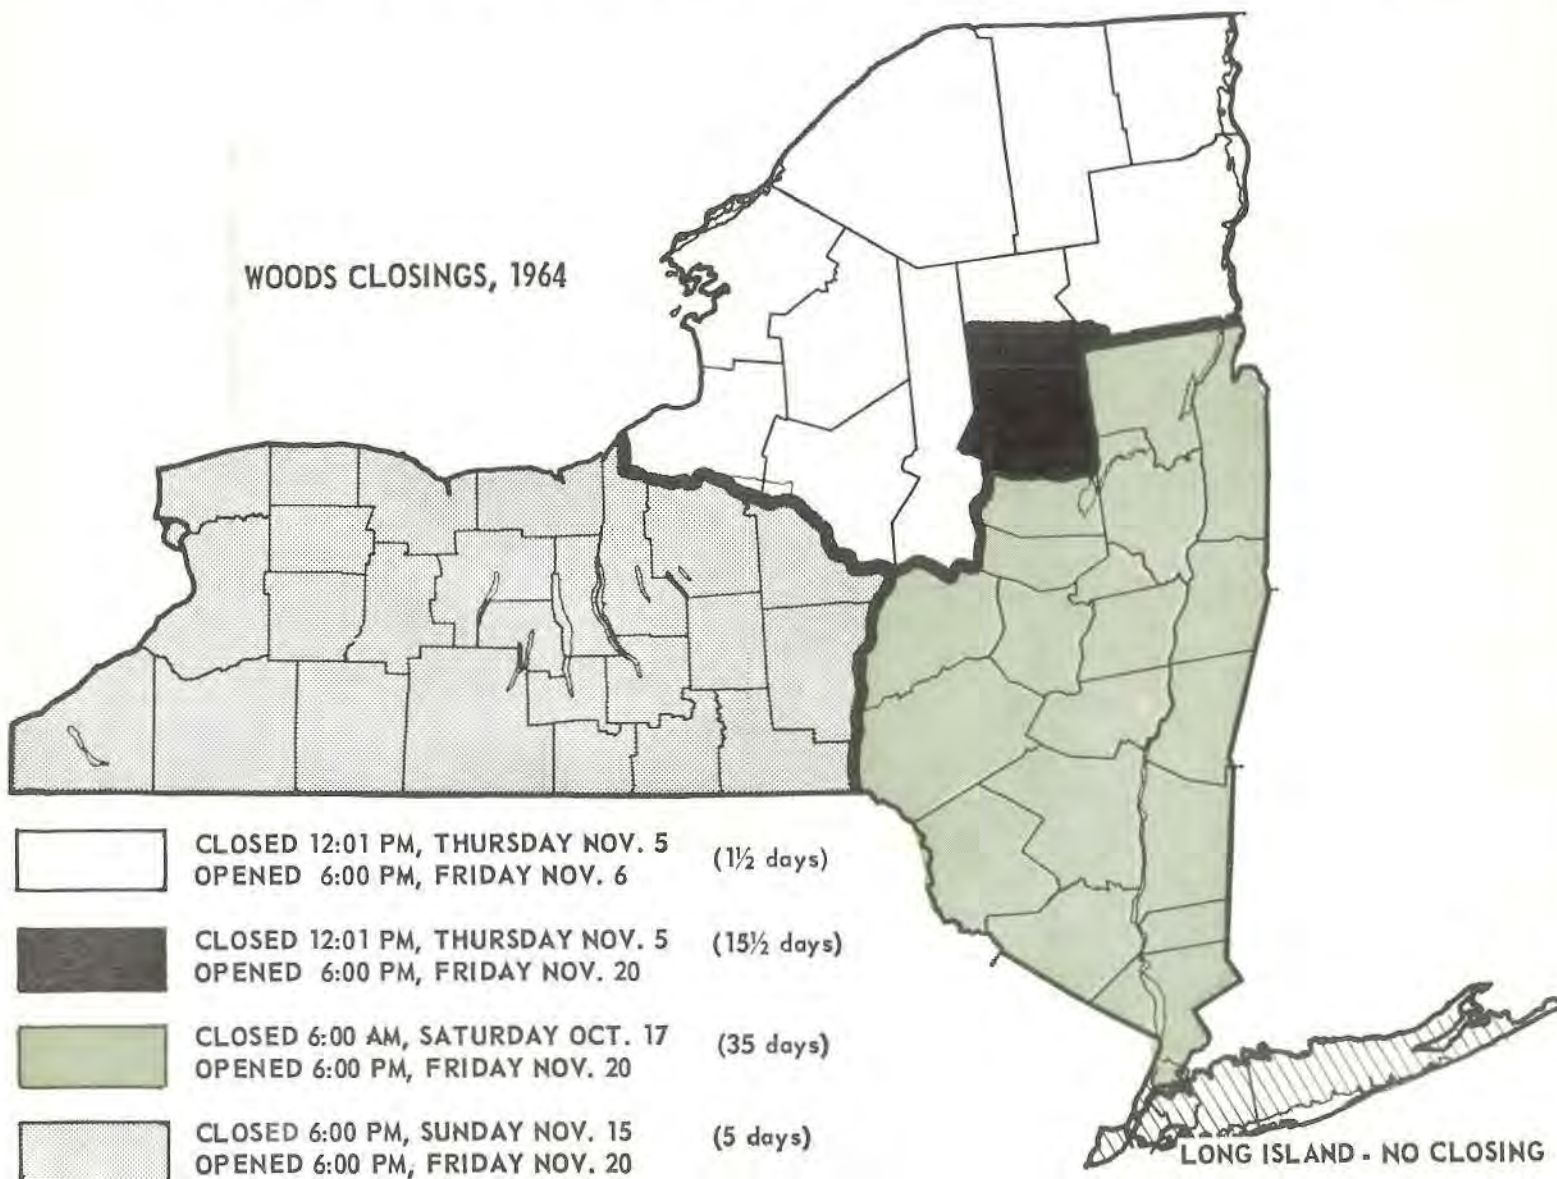 WOODS CLOSINGS, 1964
CLOSED 12:01 PM, THURSDAY NOV. 5 (1½ days)
OPENED 6:00 PM, FRIDAY NOV. 6
CLOSED 12:01 PM, THURSDAY NOV. 5 (15½ days)
OPENED 6:00 PM, FRIDAY NOV. 20
CLOSED 6:00 AM, SATURDAY OCT. 17 (35 days)
OPENED 6:00 PM, FRIDAY NOV. 20
CLOSED 6:00 PM, SUNDAY NOV. 15 (5 days)
OPENED 6:00 PM, FRIDAY NOV. 20
LONG ISLAND - NO CLOSING